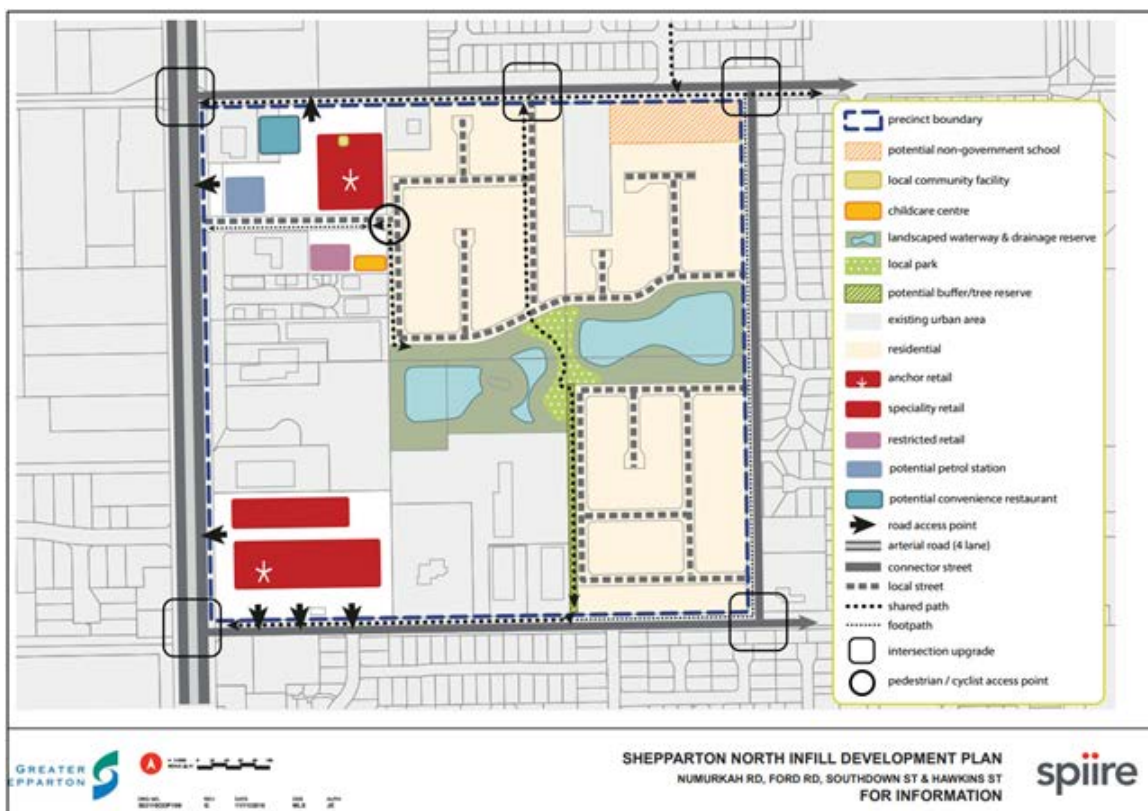 precinct boundary
potential non-government school
local community facility
childcare centre
landscaped waterway & drainage reserve
local park
potential buffer/tree reserve
existing urban area
residential
anchor retail
speciality retail
restricted retail
potential petrol station
potential convenience restaurant
road access point
arterial road (4 lane)
connector street
local street
shared path
footpath
intersection upgrade
pedestrian / cyclist access point
GREATER
EPPARTON
SHEPPARTON NORTH INFILL DEVELOPMENT PLAN
NUMURKAH RD, FORD RD, SOUTHDOWN ST & HAWKINS ST
FOR INFORMATION
spiire